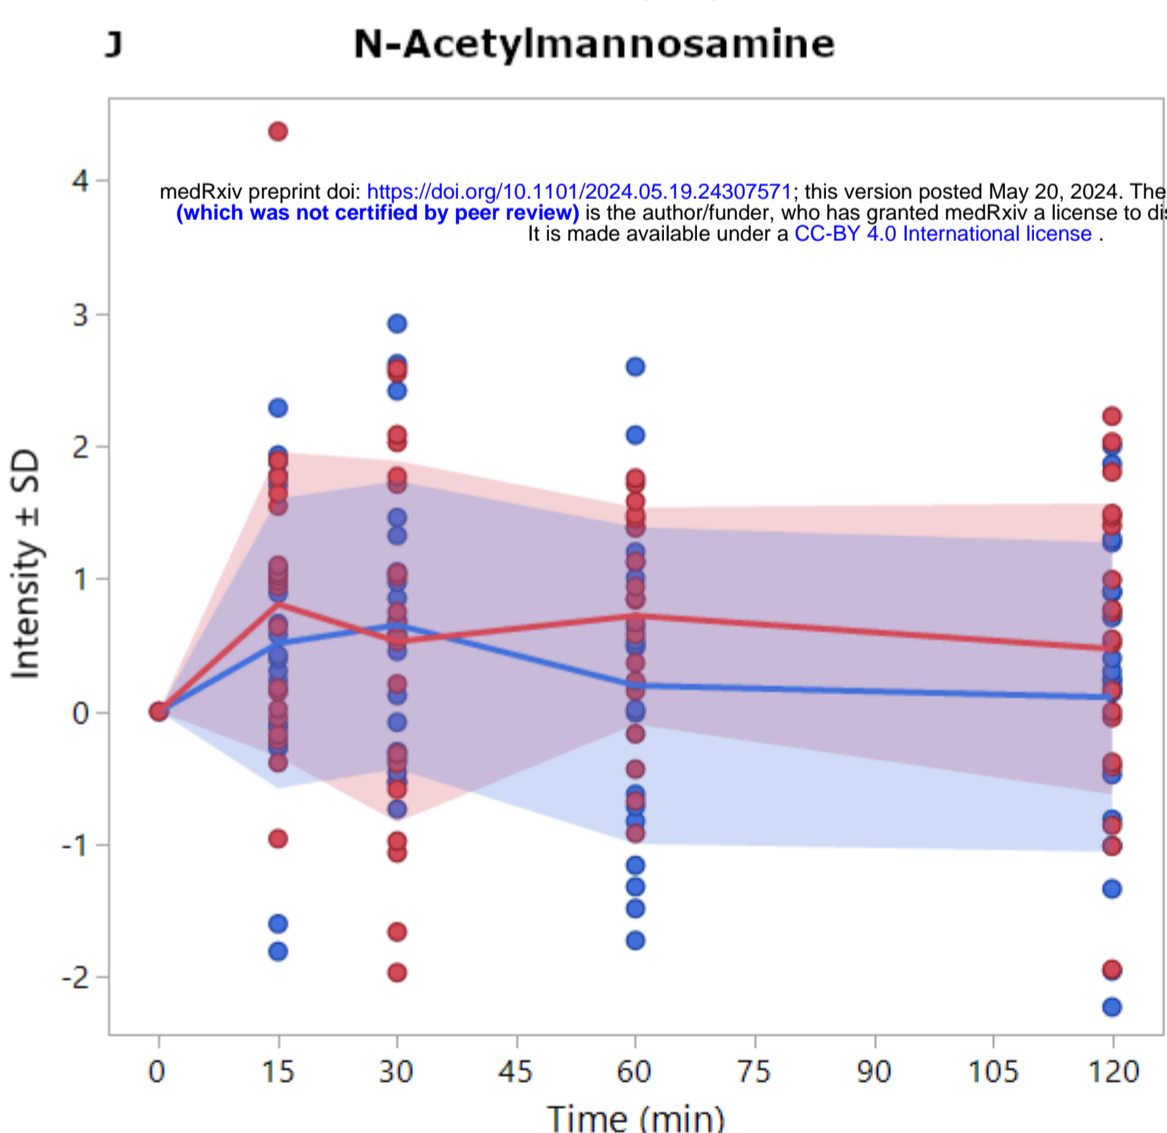 J N-Acetylmannosamine
4
medRxiv preprint doi: https://doi.org/10.1101/2024.05.19.24307571; this version posted May 20, 2024. The
(which was not certified by peer review) is the author/funder, who has granted medRxiv a license to dis
It is made available under a CC-BY 4.0 International license .
3
2
1
0
-1
-2
Intensity ± SD
0 15 30 45 60 75 90 105 120
Time (min)